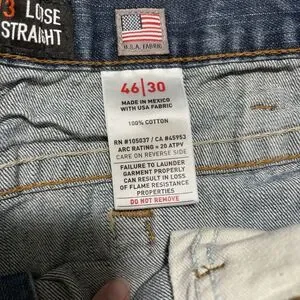 3 LOSE
STRAIGHT
U.S.A. FABRIC
46|30
MADE IN MEXICO
WITH USA FABRIC
100% COTTON
RN #105037 / CA #45953
ARC RATING = 20 ATPV
CARE ON REVERSE SIDE
FAILURE TO LAUNDER
GARMENT PROPERLY
CAN RESULT IN LOSS
OF FLAME RESISTANCE
PROPERTIES
DO NOT REMOVE